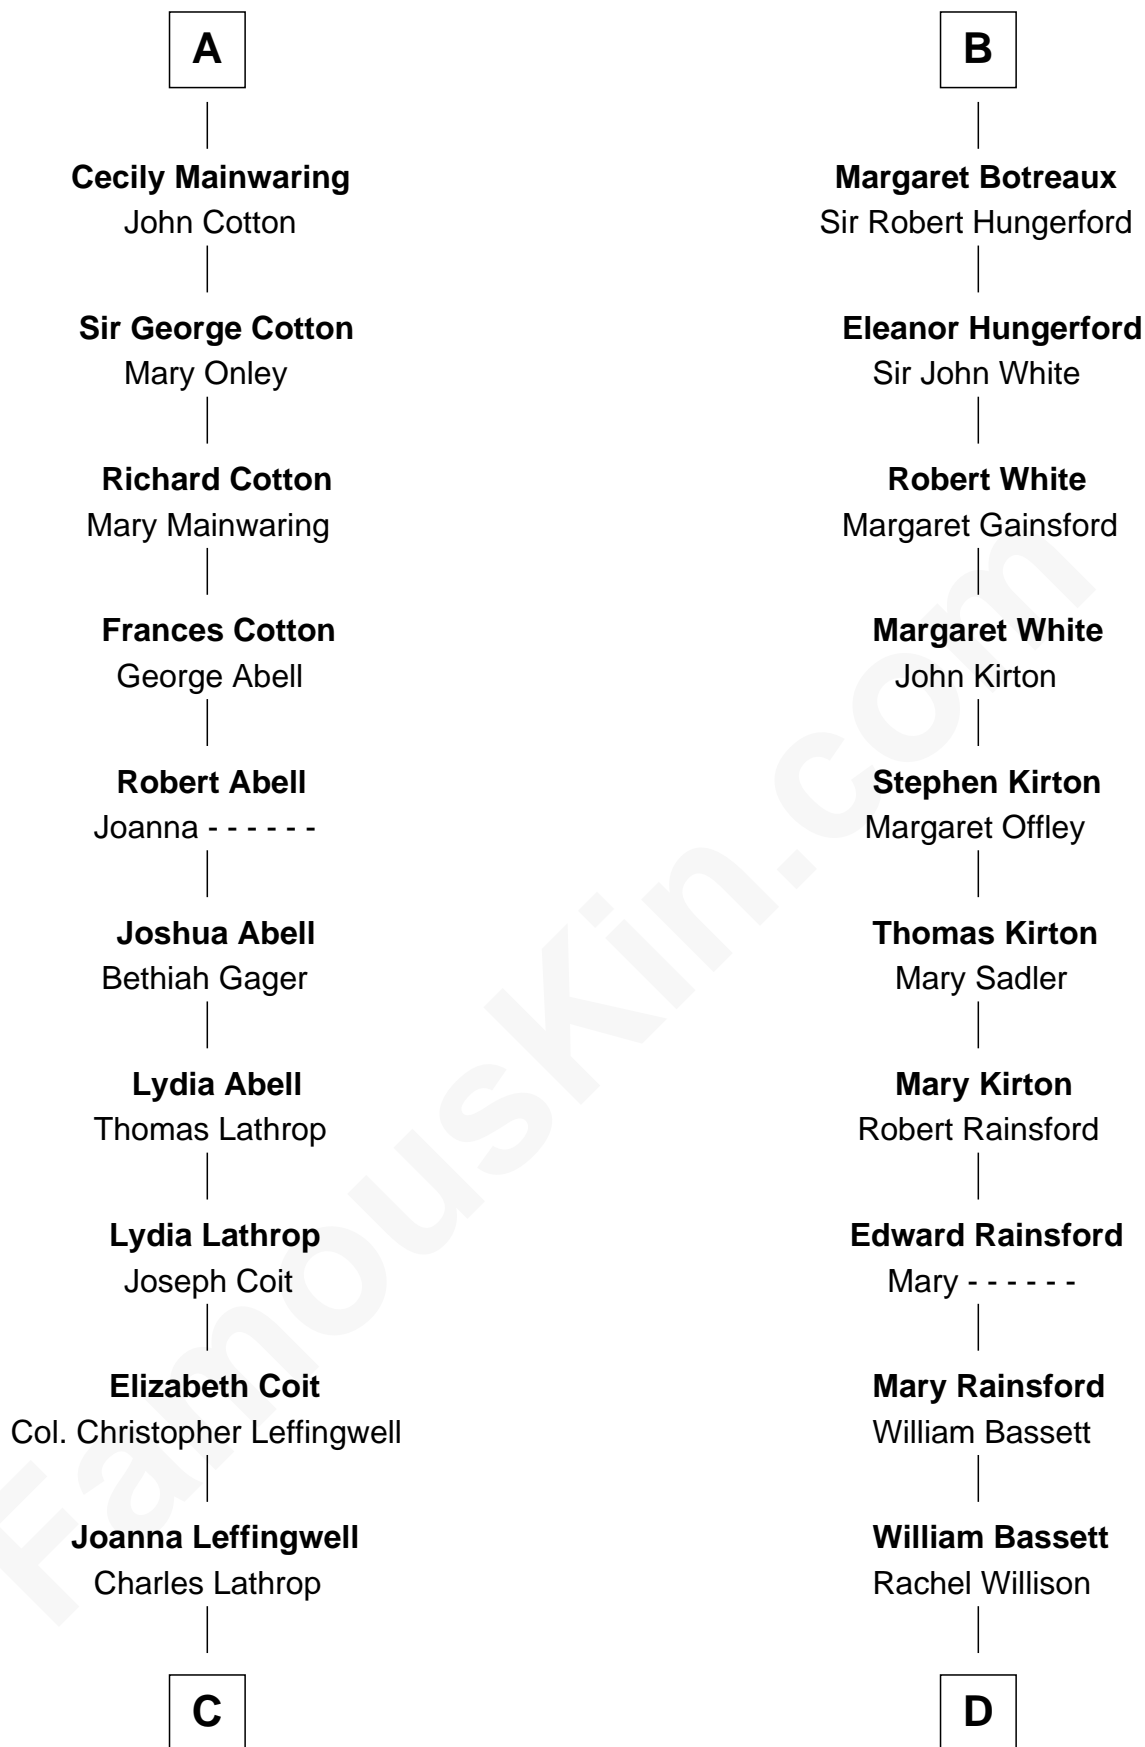 A
Cecily Mainwaring
John Cotton
Sir George Cotton
Mary Onley
Richard Cotton
Mary Mainwaring
Frances Cotton
George Abell
Robert Abell
Joanna - - - - - -
Joshua Abell
Bethiah Gager
Lydia Abell
Thomas Lathrop
Lydia Lathrop
Joseph Coit
Elizabeth Coit
Col. Christopher Leffingwell
Joanna Leffingwell
Charles Lathrop
C
B
Margaret Botreaux
Sir Robert Hungerford
Eleanor Hungerford
Sir John White
Robert White
Margaret Gainsford
Margaret White
John Kirton
Stephen Kirton
Margaret Offley
Thomas Kirton
Mary Sadler
Mary Kirton
Robert Rainsford
Edward Rainsford
Mary - - - - - -
Mary Rainsford
William Bassett
William Bassett
Rachel Willison
D
FamousKin.com